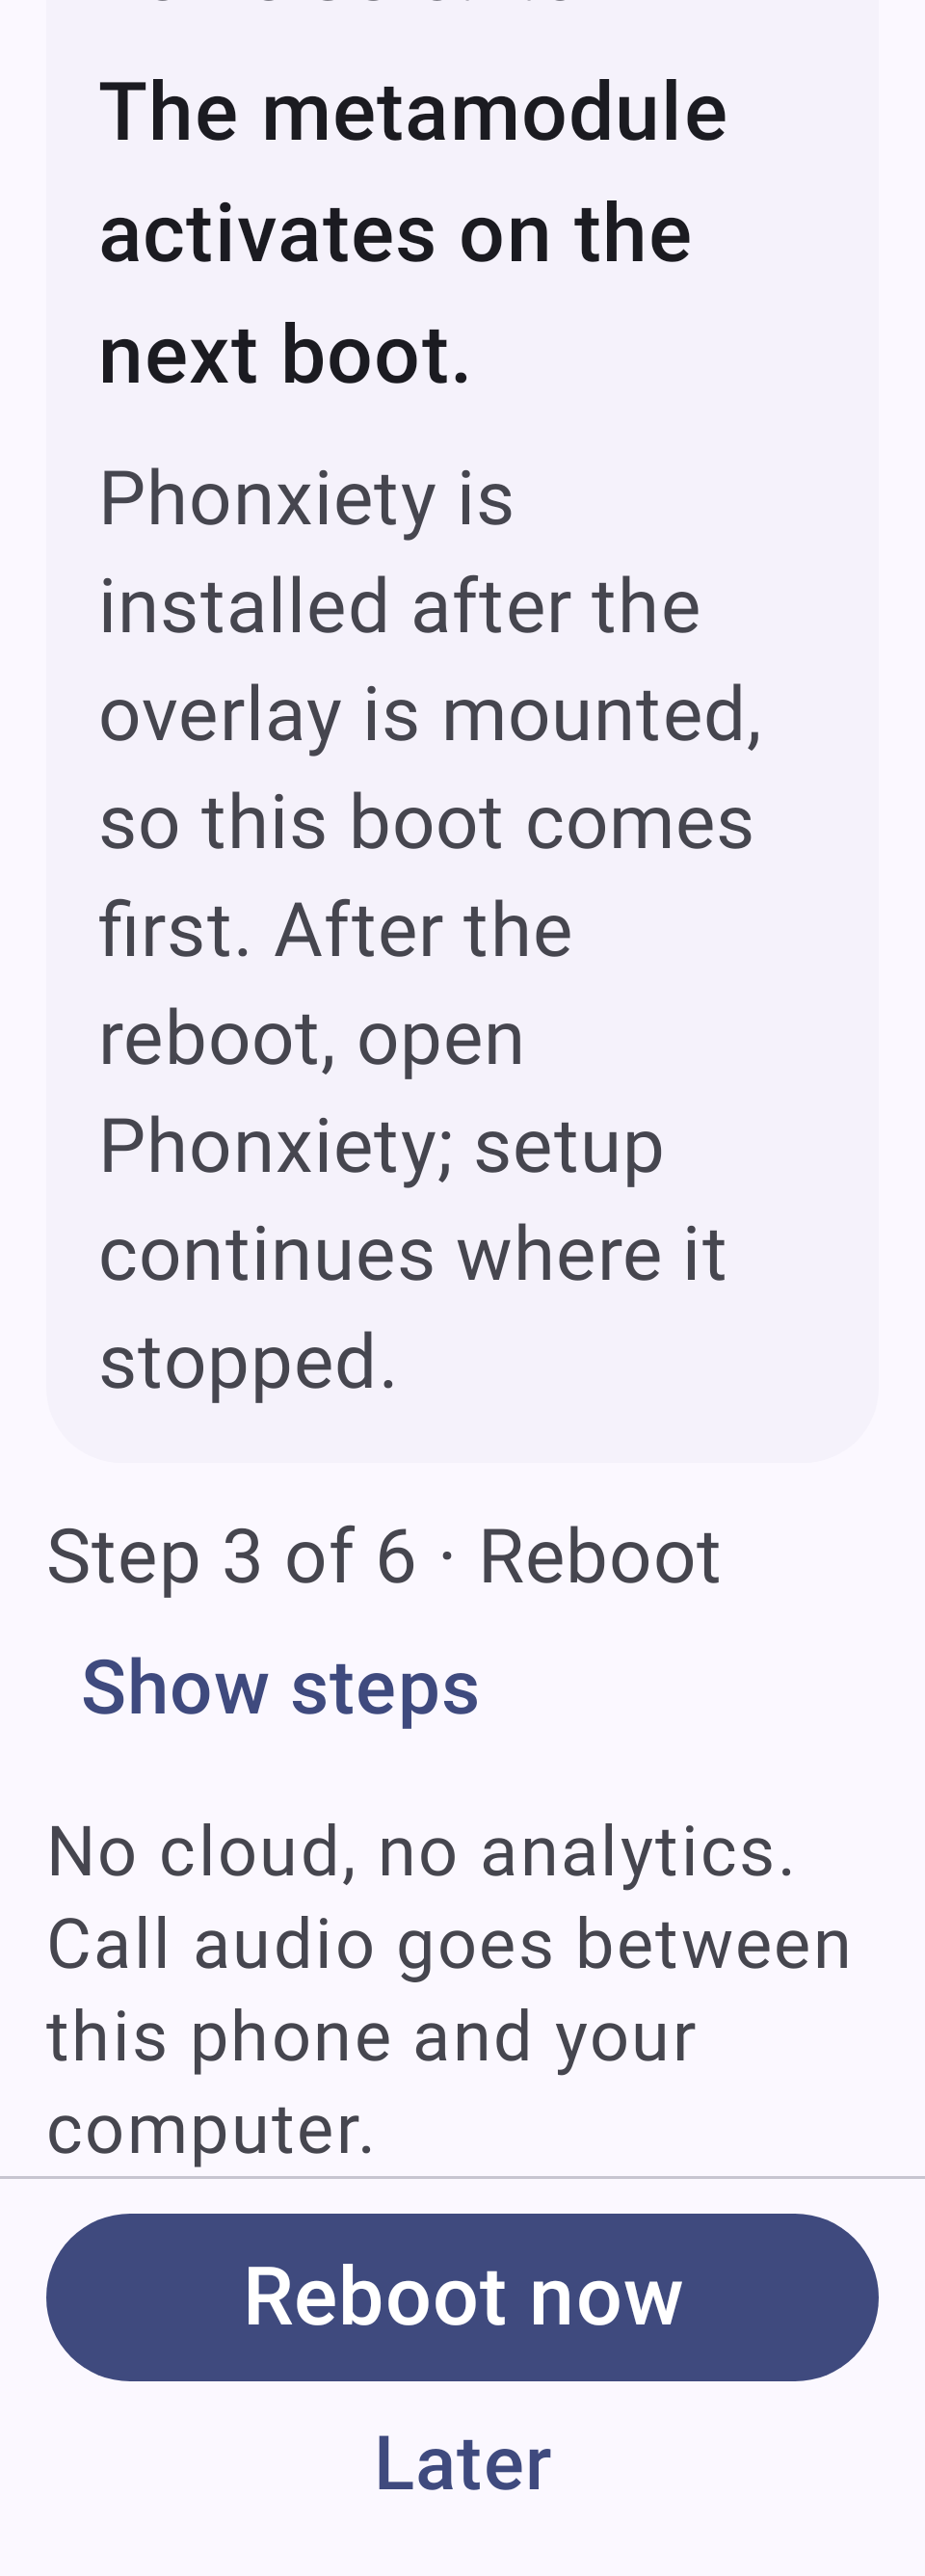 The metamodule
activates on the
next boot.
Phonxiety is
installed after the
overlay is mounted,
so this boot comes
first. After the
reboot, open
Phonxiety; setup
continues where it
stopped.
Step 3 of 6 · Reboot
Show steps
No cloud, no analytics.
Call audio goes between
this phone and your
computer.
Reboot now
Later